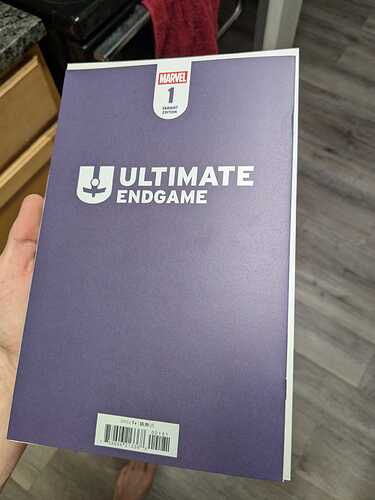 MARVEL
1
VARIANT
EDITION
ULTIMATE
ENDGAME